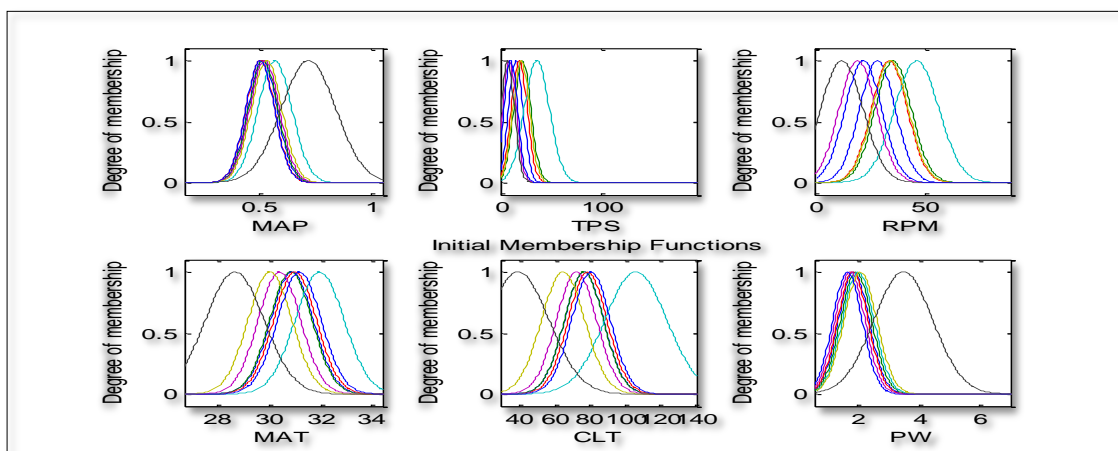 Degree of membership
1
0.5
0
0.5 1
MAP
Degree of membership
1
0.5
0
0 100
TPS
Degree of membership
1
0.5
0
0 50
RPM
Initial Membership Functions
Degree of membership
1
0.5
0
28 30 32 34
MAT
Degree of membership
1
0.5
0
40 60 80 100 120 140
CLT
Degree of membership
1
0.5
0
2 4 6
PW